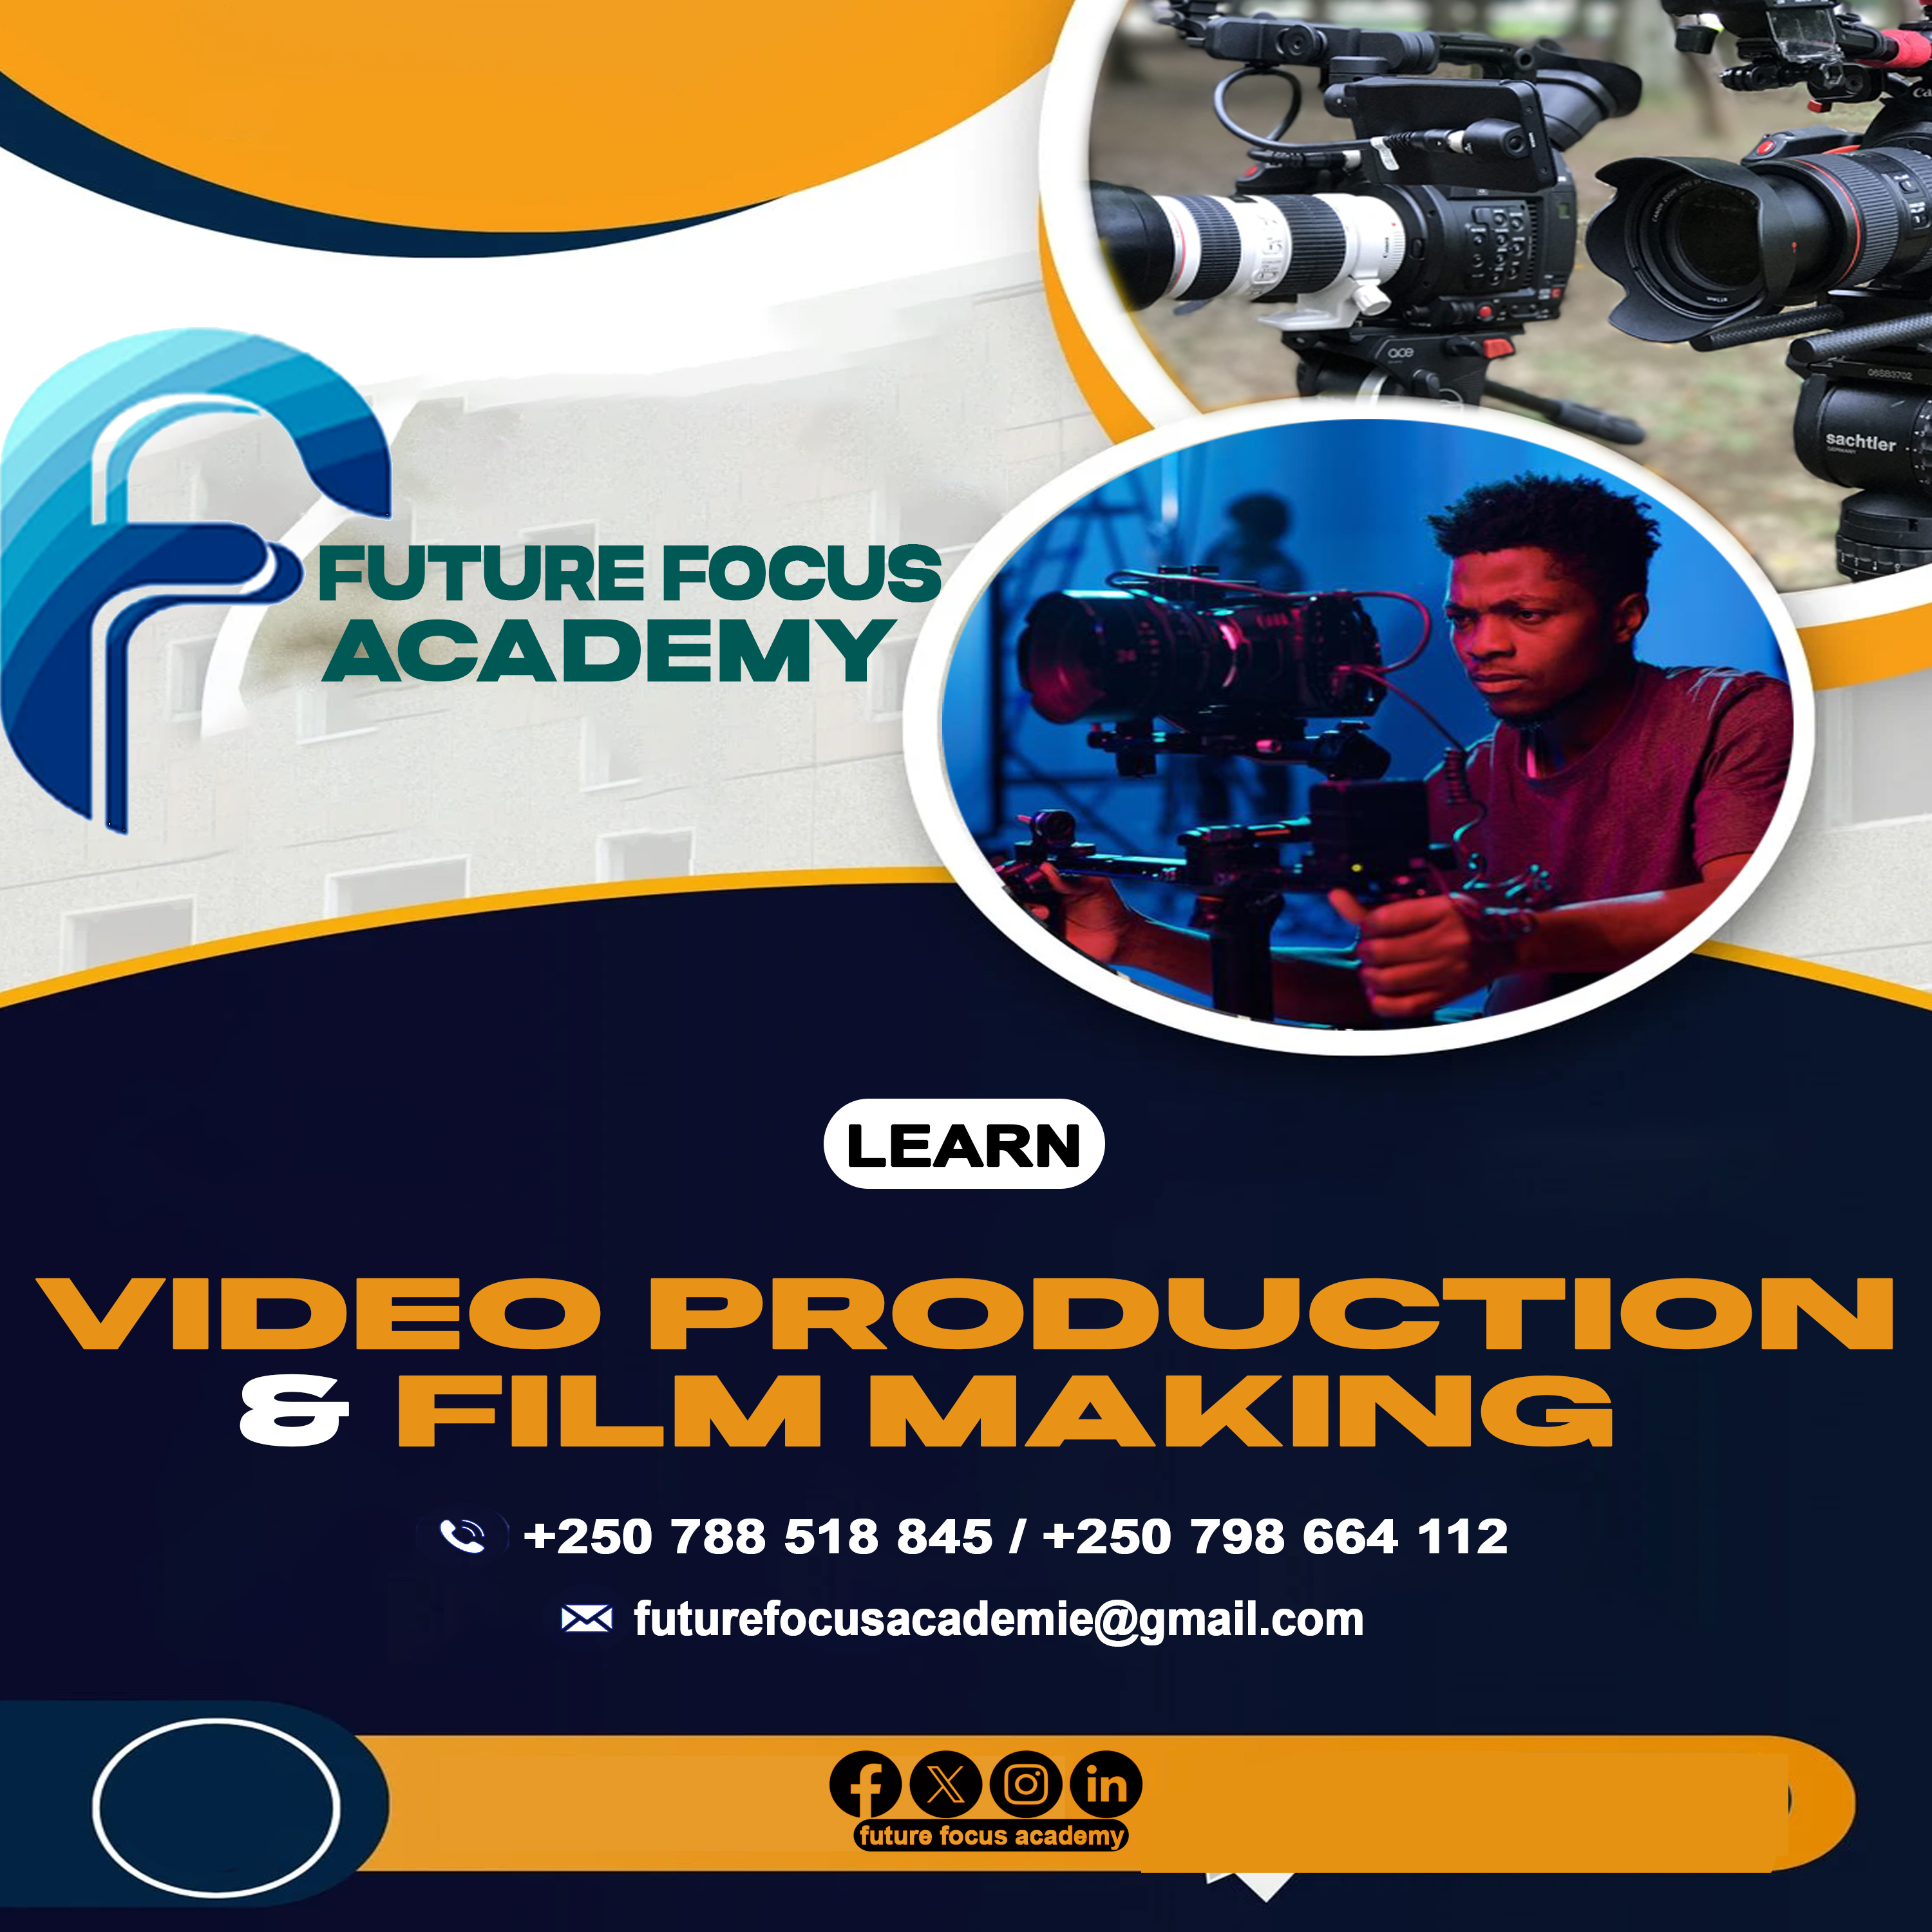 ace
sachtler
FUTURE FOCUS
ACADEMY
LEARN
VIDEO PRODUCTION
& FILM MAKING
+250 788 518 845 / +250 798 664 112
futurefocusacademie@gmail.com
future focus academy